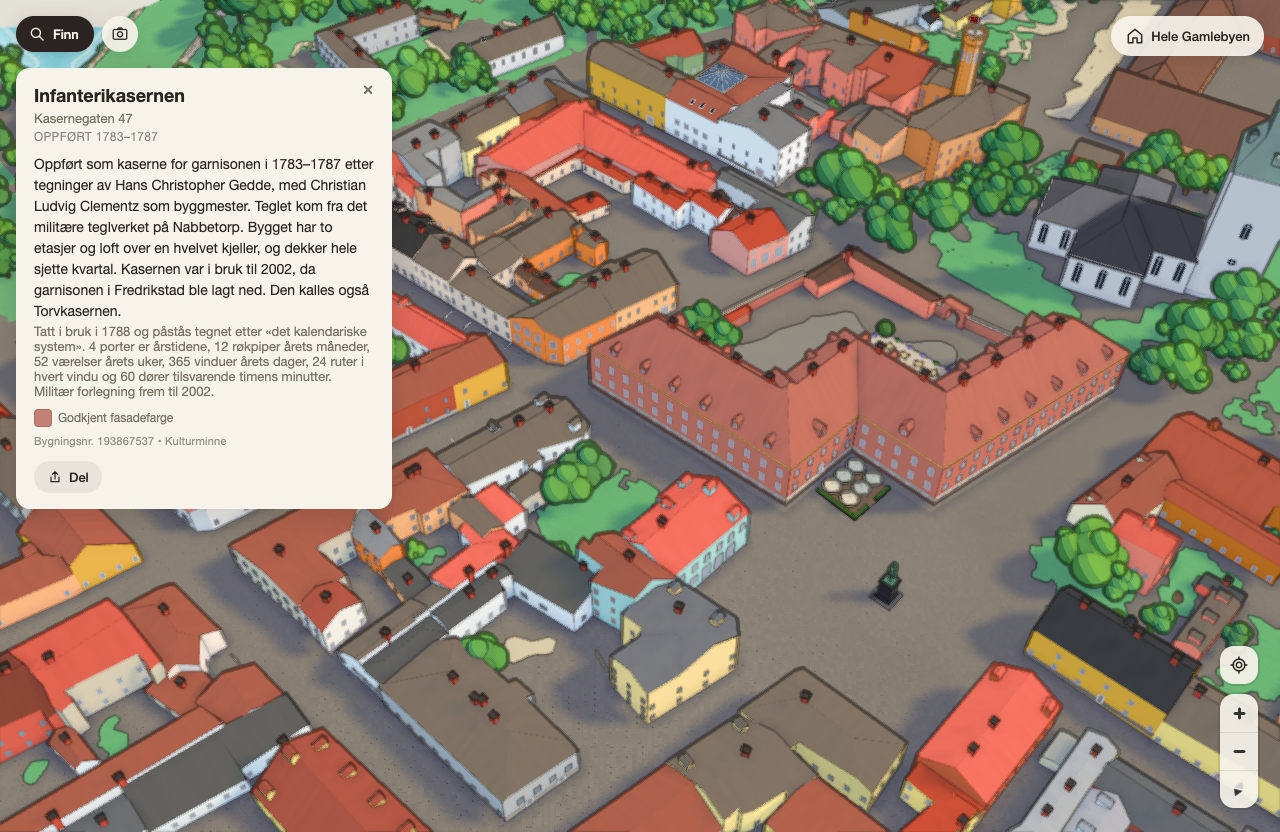 Finn
Hele Gamlebyen
Infanterikasernen
Kasernegaten 47
OPPFØRT 1783–1787
Oppført som kaserne for garnisonen i 1783–1787 etter
tegninger av Hans Christopher Gedde, med Christian
Ludvig Clementz som byggmester. Teglet kom fra det
militære teglverket på Nabbetorp. Bygget har to
etasjer og loft over en hvelvet kjeller, og dekker hele
sjette kvartal. Kasernen var i bruk til 2002, da
garnisonen i Fredrikstad ble lagt ned. Den kalles også
Torvkasernen.
Tatt i bruk i 1788 og påstås tegnet etter «det kalendariske
system». 4 porter er årstidene, 12 røkpiper årets måneder,
52 værelser årets uker, 365 vinduer årets dager, 24 ruter i
hvert vindu og 60 dører tilsvarende timens minutter.
Militær forlegning frem til 2002.
Godkjent fasadefarge
Bygningsnr. 193867537 • Kulturminne
Del